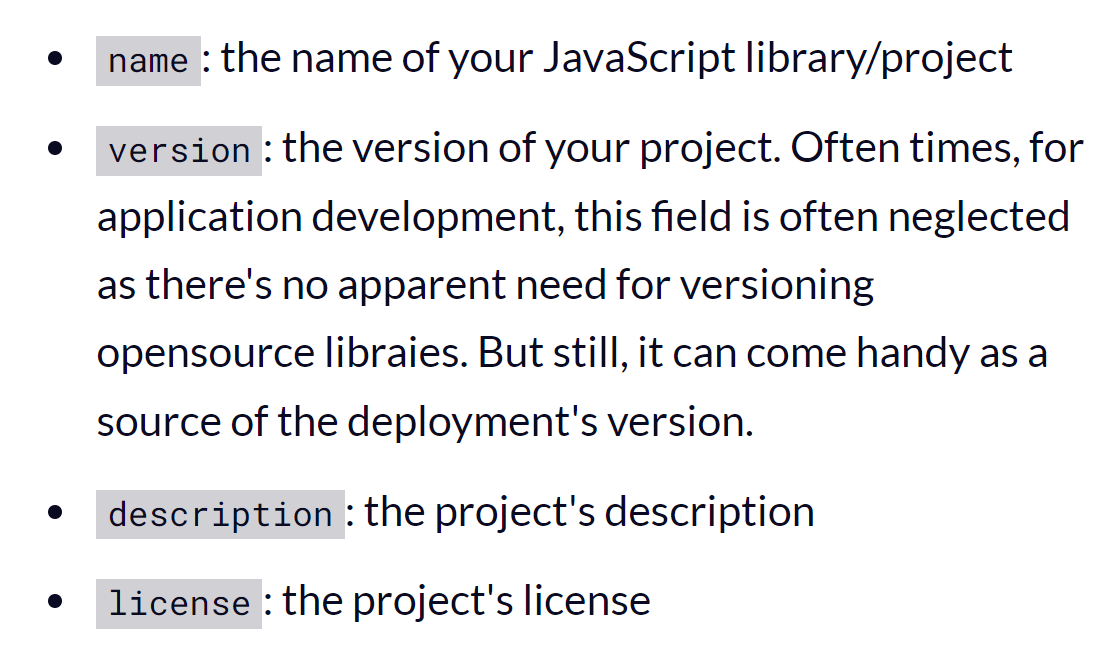 • name: the name of your JavaScript library/project
• version: the version of your project. Often times, for
application development, this field is often neglected
as there's no apparent need for versioning
opensource libraies. But still, it can come handy as a
source of the deployment's version.
• description: the project's description
• license: the project's license